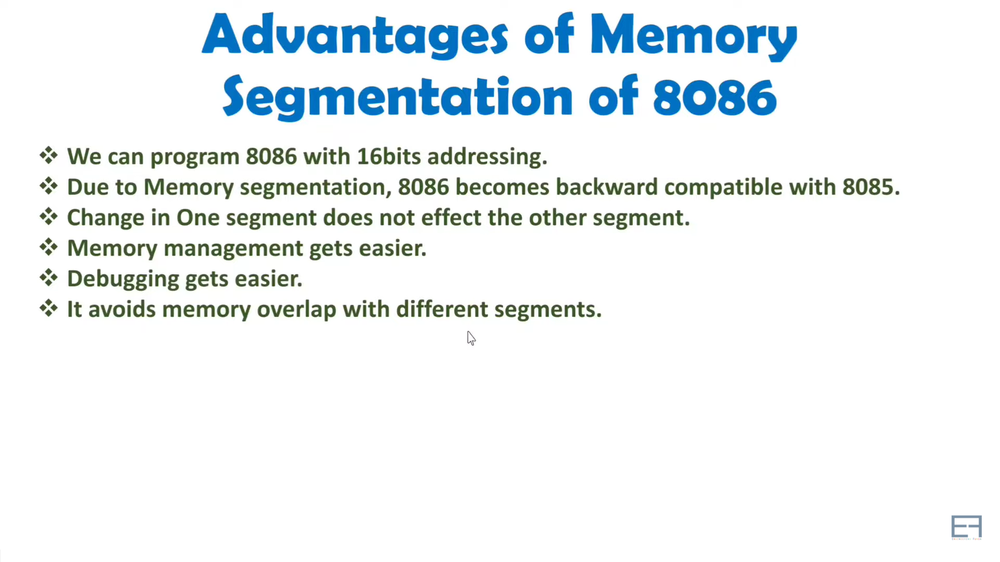 Advantages of Memory
Segmentation of 8086
❖ We can program 8086 with 16bits addressing.
❖ Due to Memory segmentation, 8086 becomes backward compatible with 8085.
❖ Change in One segment does not effect the other segment.
❖ Memory management gets easier.
❖ Debugging gets easier.
❖ It avoids memory overlap with different segments.